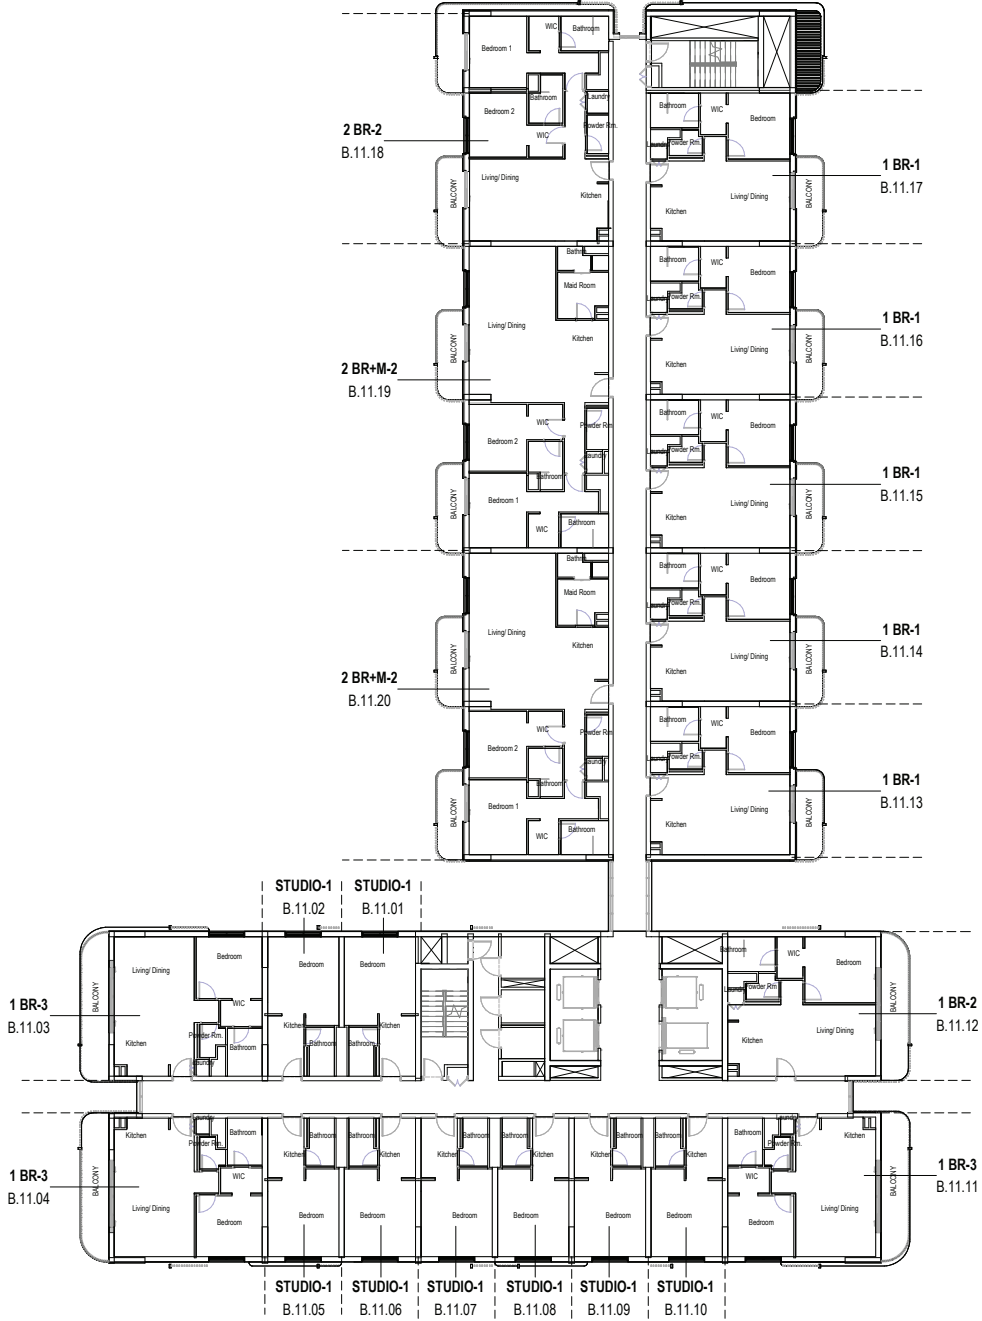 WIC
Bathroom
Bedroom 1
Bathroom
Laundry
Bedroom 2
Powder Rm.
WIC
2 BR-2
B.11.18
Living/ Dining
Kitchen
BALCONY
Bathroom
WIC
Bedroom
Laundry
Powder Rm.
1 BR-1
B.11.17
Living/ Dining
Kitchen
BALCONY
Maid Room
Living/ Dining
Kitchen
BALCONY
2 BR+M-2
B.11.19
WIC
Powder Rm.
Bedroom 2
Laundry
Bathroom
Bedroom 1
WIC
Bathroom
BALCONY
Bathroom
WIC
Bedroom
Laundry
Powder Rm.
1 BR-1
B.11.16
Living/ Dining
Kitchen
BALCONY
Bathroom
WIC
Bedroom
Laundry
Powder Rm.
1 BR-1
B.11.15
Living/ Dining
Kitchen
BALCONY
Maid Room
Living/ Dining
Kitchen
BALCONY
2 BR+M-2
B.11.20
WIC
Powder Rm.
Bedroom 2
Laundry
Bathroom
Bedroom 1
WIC
Bathroom
BALCONY
Bathroom
WIC
Bedroom
Laundry
Powder Rm.
1 BR-1
B.11.14
Living/ Dining
Kitchen
BALCONY
Bathroom
WIC
Bedroom
Laundry
Powder Rm.
1 BR-1
B.11.13
Living/ Dining
Kitchen
BALCONY
STUDIO-1
B.11.02
STUDIO-1
B.11.01
1 BR-3
B.11.03
BALCONY
Living/ Dining
Bedroom
WIC
Kitchen
Powder Rm.
Bathroom
Laundry
Bedroom
Kitchen
Bathroom
Bedroom
Kitchen
Bathroom
Bathroom
WIC
Bedroom
Laundry
Powder Rm.
Living/ Dining
Kitchen
BALCONY
1 BR-2
B.11.12
1 BR-3
B.11.04
BALCONY
Kitchen
Laundry
Powder Rm.
Bathroom
WIC
Living/ Dining
Bedroom
Kitchen
Bathroom
Bedroom
Bathroom
Kitchen
Bedroom
Kitchen
Bathroom
Bedroom
Bathroom
Kitchen
Bedroom
Kitchen
Bathroom
Bedroom
Bathroom
Kitchen
Bedroom
Bathroom
Laundry
Powder Rm.
Kitchen
WIC
Bedroom
Living/ Dining
BALCONY
1 BR-3
B.11.11
STUDIO-1
B.11.05
STUDIO-1
B.11.06
STUDIO-1
B.11.07
STUDIO-1
B.11.08
STUDIO-1
B.11.09
STUDIO-1
B.11.10